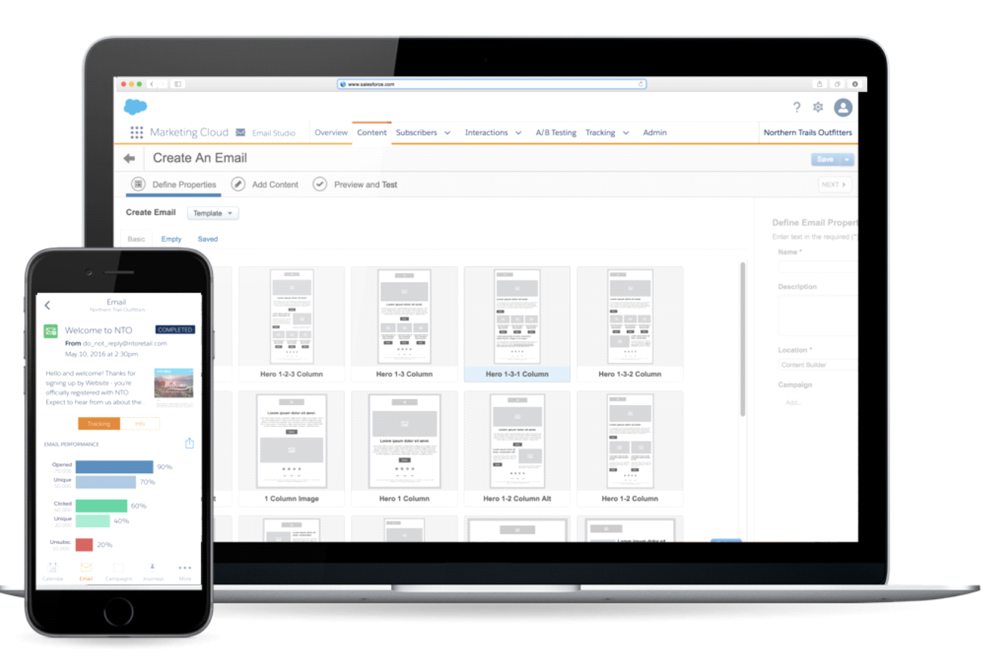 www.salesforce.com
Marketing Cloud Email Studio Overview Content Subscribers Interactions A/B Testing Tracking Admin Northern Trails Outfitters
Create An Email Save
Define Properties Add Content Preview and Test NEXT
Create Email Template
Basic Empty Saved
Define Email Propert
Enter text in the required (*)
Name *
Description
Location *
Content Builder
Campaign
Add...
Hero 1-2-3 Column Hero 1-3 Column Hero 1-3-1 Column Hero 1-3-2 Column
1 Column Image Hero 1 Column Hero 1-2 Column Alt Hero 1-2 Column
Email
Northern Trail Outfitters
Welcome to NTO COMPLETED
From do_not_reply@ntoretail.com
May 10, 2016 at 2:30pm
Hello and welcome! Thanks for
signing up by Website - you're
officially registered with NTO.
Expect to hear from us about the...
Welcome
Tracking Info
EMAIL PERFORMANCE
Opened 90%
70,000
Unique 70%
50,000
Clicked 60%
40,000
Unique 40%
20,000
Unsubsc. 20%
10,000
Calendar Email Campaigns Journeys More